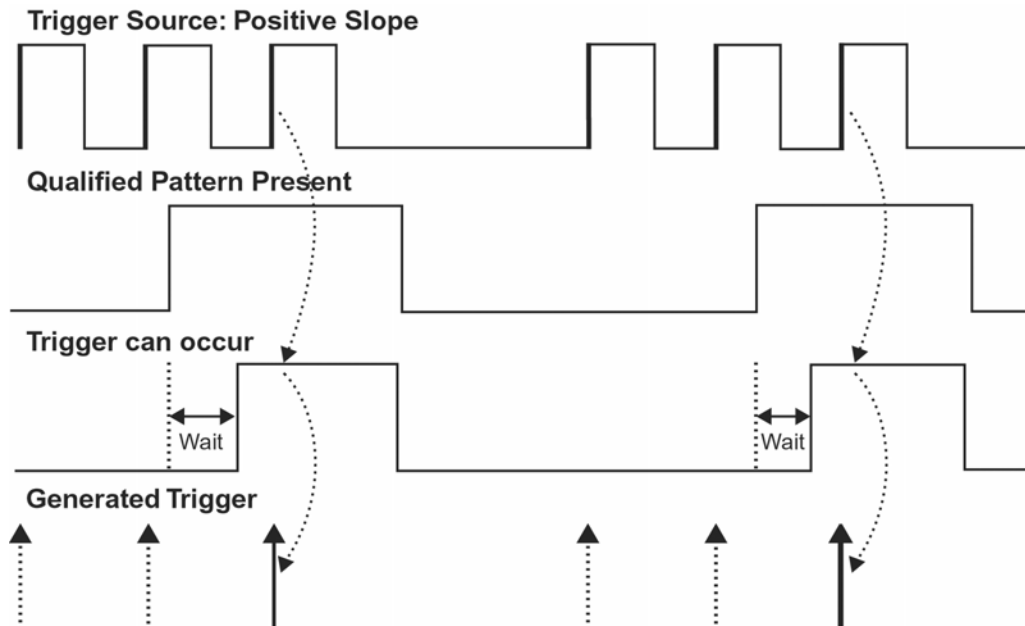 Trigger Source: Positive Slope
Qualified Pattern Present
Trigger can occur
Wait
Wait
Generated Trigger